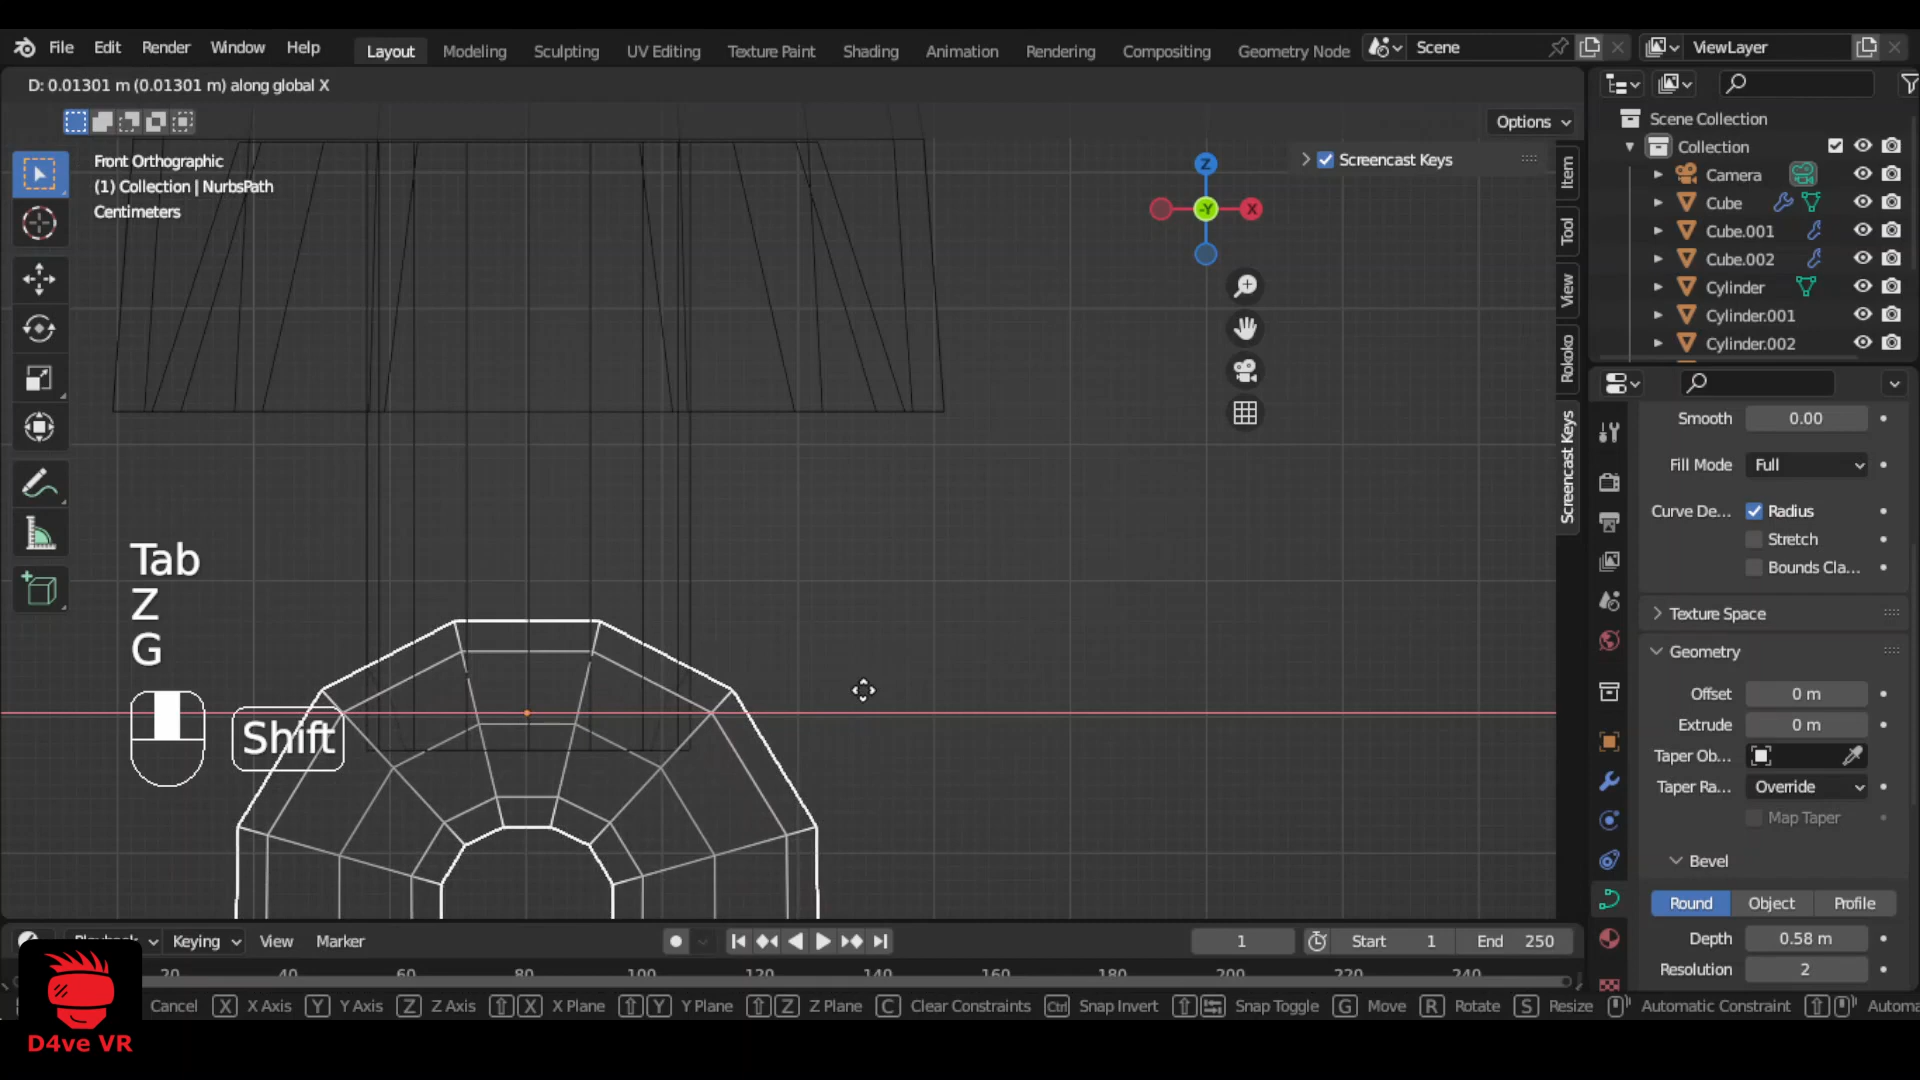 File Edit Render Window Help Layout Modeling Sculpting UV Editing Texture Paint Shading Animation Rendering Compositing Geometry Node Scene ViewLayer
D: 0.01301 m (0.01301 m) along global X
Options
Front Orthographic
(1) Collection | NurbsPath
Centimeters
Z
-Y
X
Screencast Keys
Item
Tool
View
Rokoko
Screencast Keys
Scene Collection
Collection
Camera
Cube
Cube.001
Cube.002
Cylinder
Cylinder.001
Cylinder.002
Smooth 0.00
Fill Mode Full
Curve De... Radius
Stretch
Bounds Cla...
Texture Space
Geometry
Offset 0 m
Extrude 0 m
Taper Ob...
Taper Ra... Override
Map Taper
Bevel
Round Object Profile
Depth 0.58 m
Resolution 2
Tab
Z
G
Shift
Keying View Marker 1 Start 1 End 250
20 40 60 80 100 120 140 160 180 200 220 240
Cancel X X Axis Y Y Axis Z Z Axis X X Plane Y Y Plane Z Z Plane C Clear Constraints Ctrl Snap Invert Snap Toggle G Move R Rotate S Resize Automatic Constraint
D4ve VR